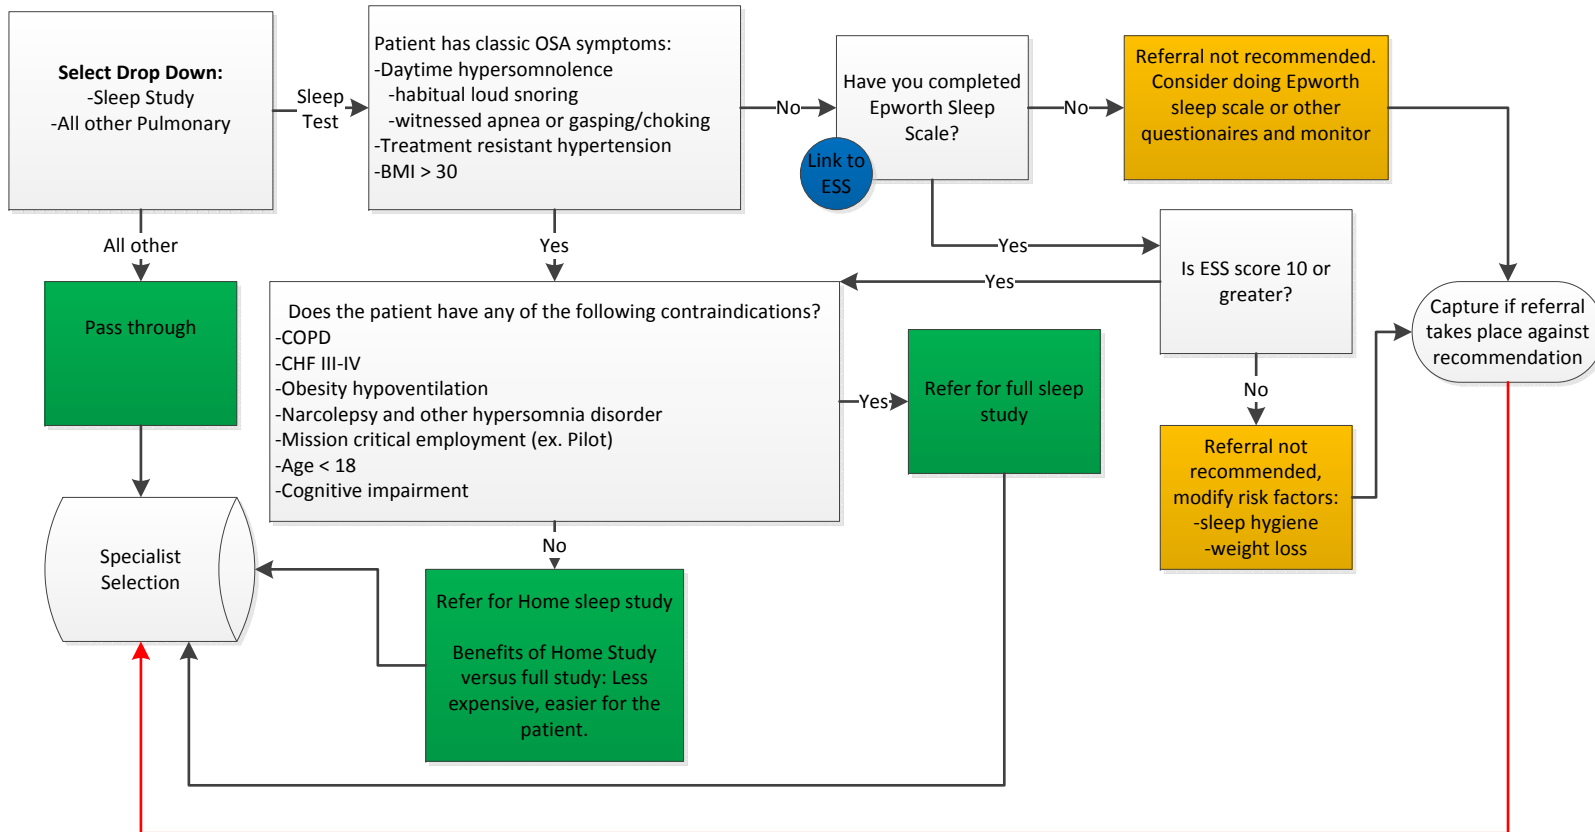 Select Drop Down:
-Sleep Study
-All other Pulmonary
Sleep
Test
Patient has classic OSA symptoms:
-Daytime hypersomnolence
-habitual loud snoring
-witnessed apnea or gasping/choking
-Treatment resistant hypertension
-BMI > 30
No
Have you completed
Epworth Sleep
Scale?
Link to
ESS
No
Referral not recommended.
Consider doing Epworth
sleep scale or other
questionaires and monitor
All other
Yes
Yes
Yes
Is ESS score 10 or
greater?
Pass through
Does the patient have any of the following contraindications?
-COPD
-CHF III-IV
-Obesity hypoventilation
-Narcolepsy and other hypersomnia disorder
-Mission critical employment (ex. Pilot)
-Age < 18
-Cognitive impairment
Yes
Refer for full sleep
study
Capture if referral
takes place against
recommendation
No
Referral not
recommended,
modify risk factors:
-sleep hygiene
-weight loss
Specialist
Selection
No
Refer for Home sleep study
Benefits of Home Study
versus full study: Less
expensive, easier for the
patient.